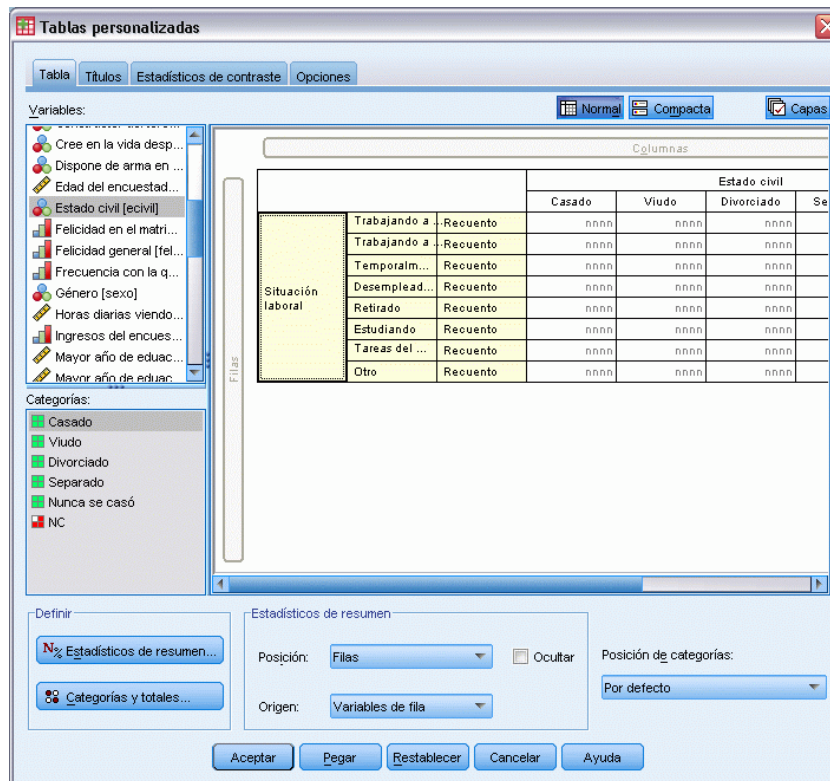 Tablas personalizadas
Tabla Títulos Estadísticos de contraste Opciones
Variables:
Normal Compacta Capas
Cree en la vida desp...
Dispone de arma en ...
Edad del encuestad...
Estado civil [ecivil]
Felicidad en el matri...
Felicidad general [fel...
Frecuencia con la q...
Género [sexo]
Horas diarias viendo...
Ingresos del encues...
Mayor año de eduac...
Mayor año de eduac...
Categorías:
Casado
Viudo
Divorciado
Separado
Nunca se casó
NC
Columnas
Filas
Estado civil
Casado Viudo Divorciado Se
Situación laboral
Trabajando a ... Recuento nnnn nnnn nnnn
Trabajando a ... Recuento nnnn nnnn nnnn
Temporalm... Recuento nnnn nnnn nnnn
Desemplead... Recuento nnnn nnnn nnnn
Retirado Recuento nnnn nnnn nnnn
Estudiando Recuento nnnn nnnn nnnn
Tareas del ... Recuento nnnn nnnn nnnn
Otro Recuento nnnn nnnn nnnn
Definir
N% Estadísticos de resumen...
Categorías y totales...
Estadísticos de resumen
Posición: Filas Ocultar
Origen: Variables de fila
Posición de categorías:
Por defecto
Aceptar Pegar Restablecer Cancelar Ayuda